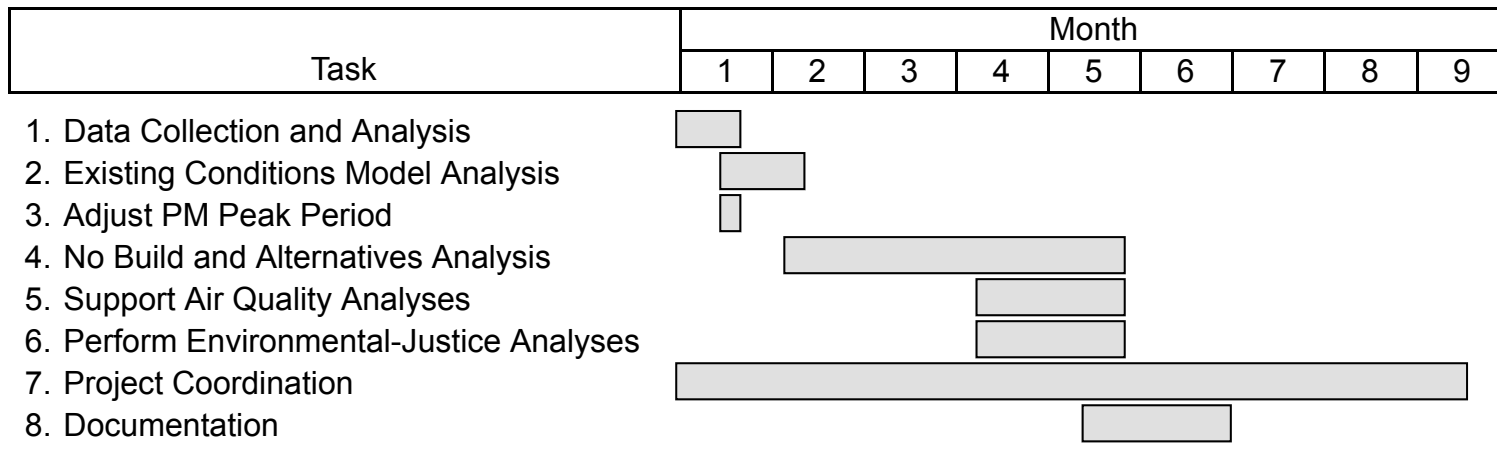 Month
Task 1 2 3 4 5 6 7 8 9
1. Data Collection and Analysis
2. Existing Conditions Model Analysis
3. Adjust PM Peak Period
4. No Build and Alternatives Analysis
5. Support Air Quality Analyses
6. Perform Environmental-Justice Analyses
7. Project Coordination
8. Documentation